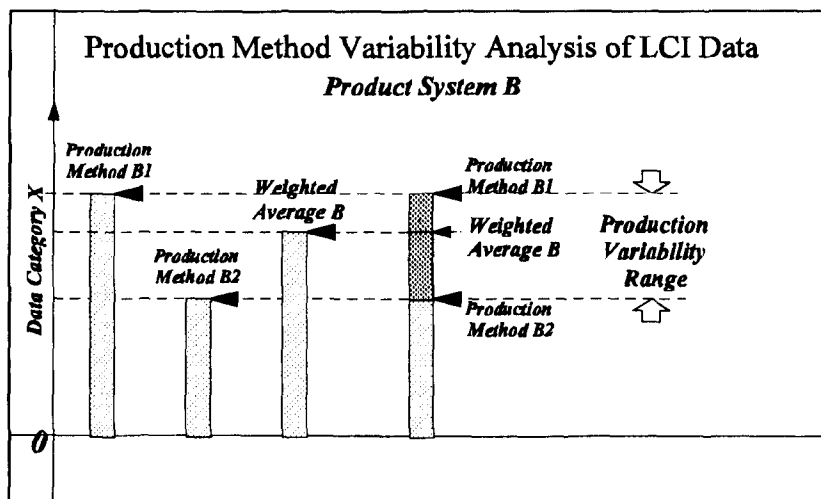 Production Method Variability Analysis of LCI Data
Product System B
Production
Method B1
Weighted
Average B
Production
Method B2
Production
Method B1
Weighted
Average B
Production
Method B2
Production
Variability
Range
Data Category X
0